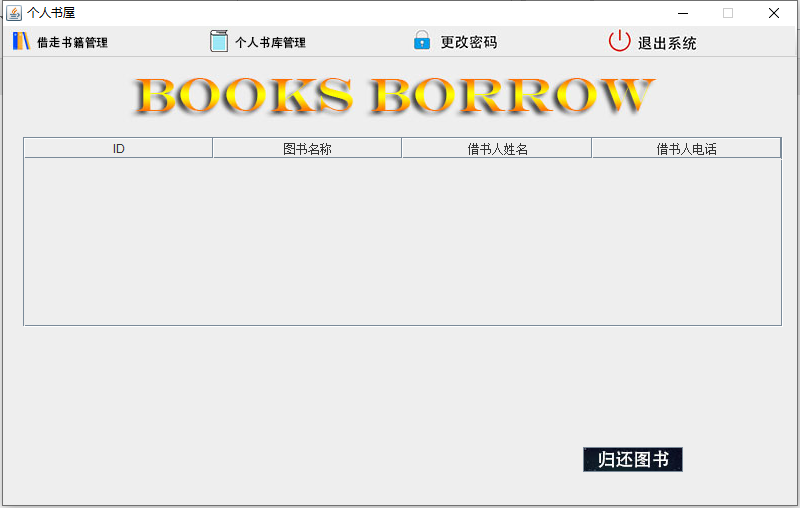 个人书屋
借走书籍管理 个人书库管理 更改密码 退出系统
BOOKS BORROW
ID 图书名称 借书人姓名 借书人电话
归还图书